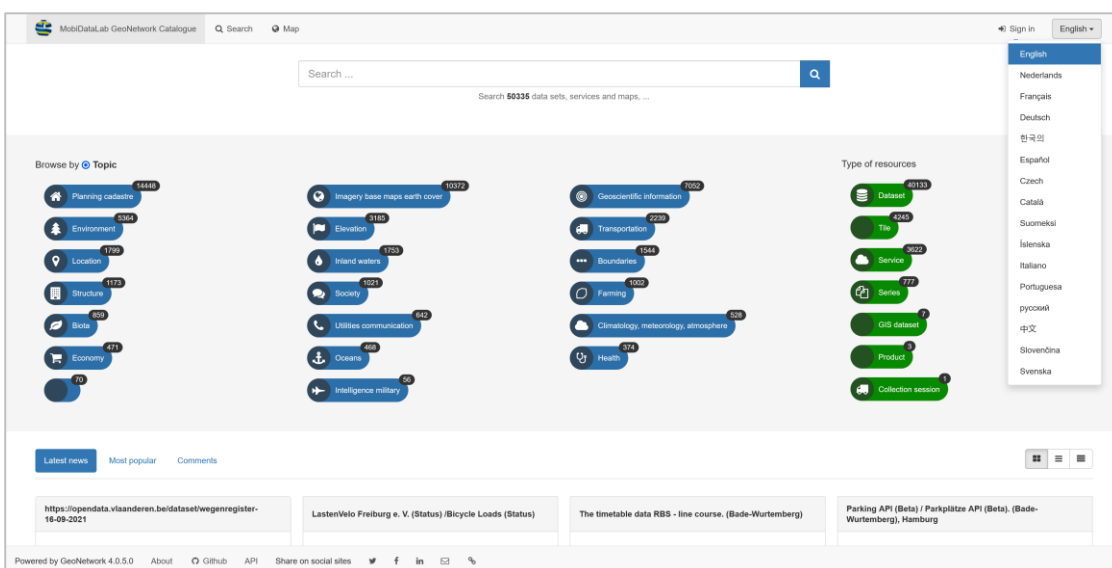 MobiDataLab GeoNetwork Catalogue Search Map Sign in English
Search ...
Search 50335 data sets, services and maps, ...
English
Nederlands
Français
Deutsch
한국의
Español
Czech
Català
Suomeksi
Íslenska
Italiano
Portuguesa
русский
中文
Slovenčina
Svenska
Browse by Topic
Planning cadastre 14448
Imagery base maps earth cover 10372
Geoscientific information 7052
Environment 5364
Elevation 3185
Transportation 2239
Location 1799
Inland waters 1753
Boundaries 1544
Structure 1173
Society 1021
Farming 1002
Biota 859
Utilities communication 642
Climatology, meteorology, atmosphere 528
Economy 471
Oceans 468
Health 374
70
Intelligence military 56
Type of resources
Dataset 40133
Tile 4245
Service 3622
Series 777
GIS dataset 7
Product 3
Collection session 1
Latest news Most popular Comments
https://opendata.vlaanderen.be/dataset/wegenregister-
16-09-2021
LastenVelo Freiburg e. V. (Status) /Bicycle Loads (Status)
The timetable data RBS - line course. (Bade-Wurtemberg)
Parking API (Beta) / Parkplätze API (Beta). (Bade-
Wurtemberg), Hamburg
Powered by GeoNetwork 4.0.5.0 About Github API Share on social sites